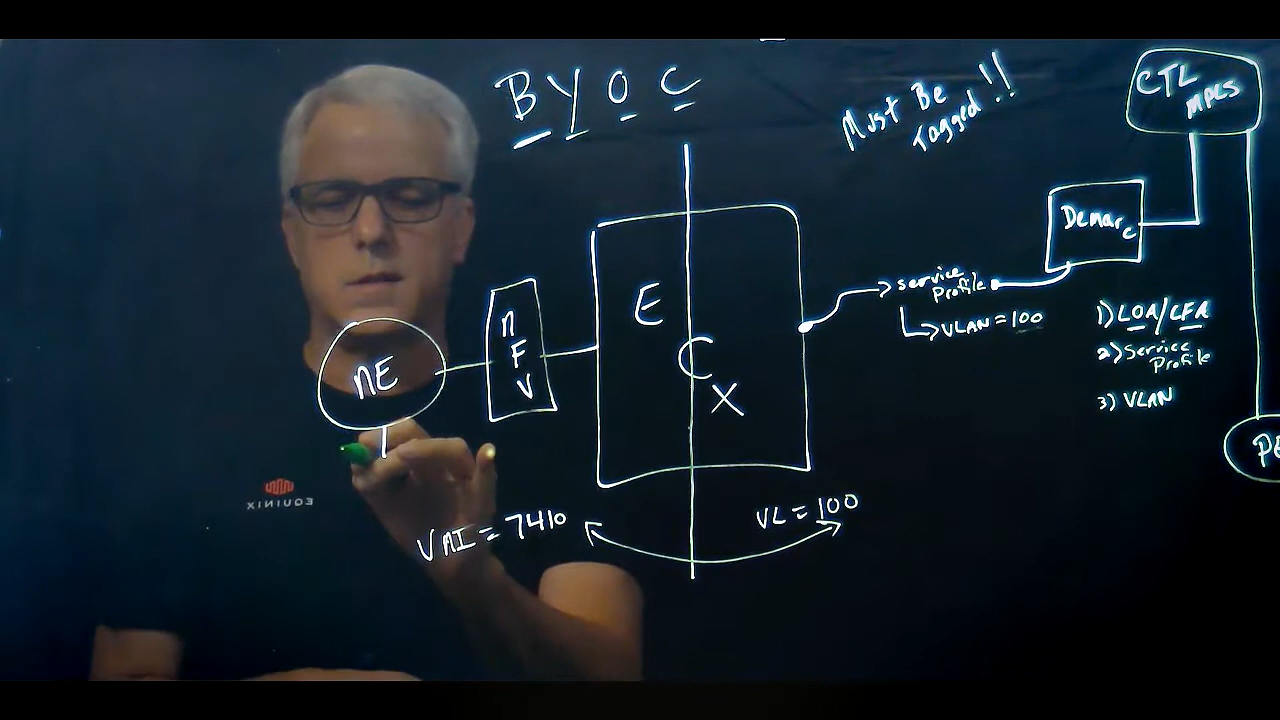 BYOC
Must Be
Tagged!!
CTL
MPLS
Demarc
service
Profile
VLAN = 100
1) LOA/CFA
2) Service
Profile
3) VLAN
E
C
X
n
F
V
NE
EQUINIX
VNI = 7410
VL = 100